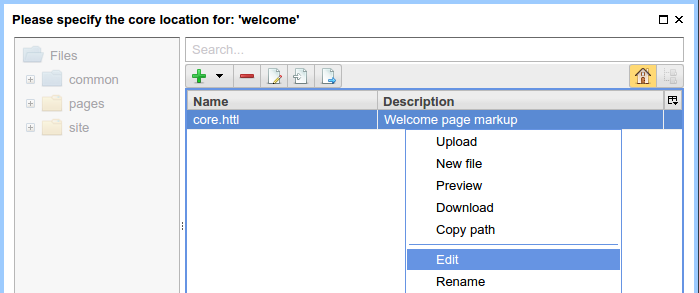 Please specify the core location for: 'welcome'
Files
common
pages
site
Search...
Name Description
core.httl Welcome page markup
Upload
New file
Preview
Download
Copy path
Edit
Rename